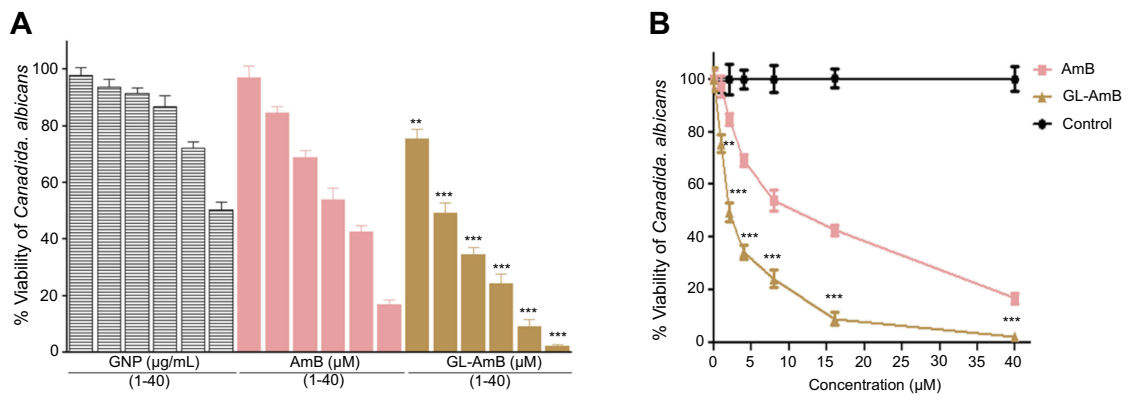 A
% Viability of Canadida. albicans
100
80
60
40
20
0
**
***
***
***
***
***
GNP (µg/mL) AmB (µM) GL-AmB (µM)
(1-40) (1-40) (1-40)
B
% Viability of Canadida. albicans
100
80
60
40
20
0
**
***
***
***
***
***
0 5 10 15 20 25 30 35 40
Concentration (µM)
AmB
GL-AmB
Control